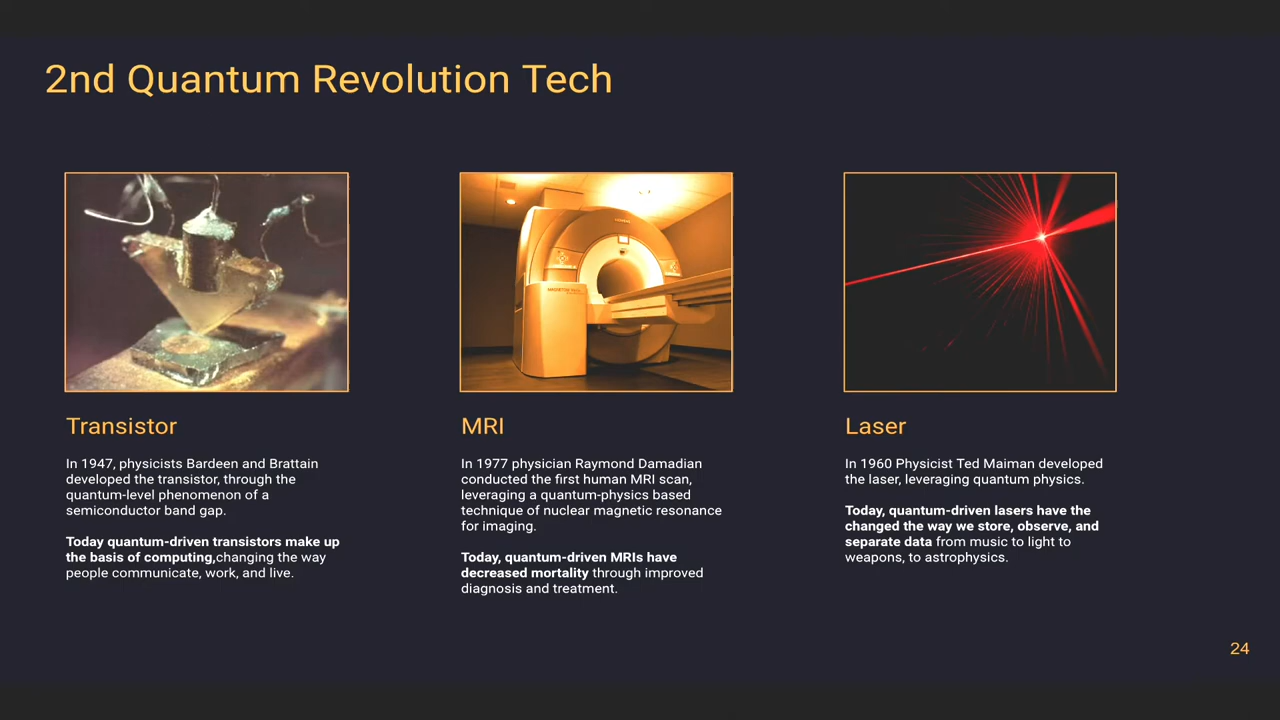 2nd Quantum Revolution Tech
Transistor
In 1947, physicists Bardeen and Brattain
developed the transistor, through the
quantum-level phenomenon of a
semiconductor band gap.
Today quantum-driven transistors make up
the basis of computing,changing the way
people communicate, work, and live.
MRI
In 1977 physician Raymond Damadian
conducted the first human MRI scan,
leveraging a quantum-physics based
technique of nuclear magnetic resonance
for imaging.
Today, quantum-driven MRIs have
decreased mortality through improved
diagnosis and treatment.
Laser
In 1960 Physicist Ted Maiman developed
the laser, leveraging quantum physics.
Today, quantum-driven lasers have the
changed the way we store, observe, and
separate data from music to light to
weapons, to astrophysics.
24